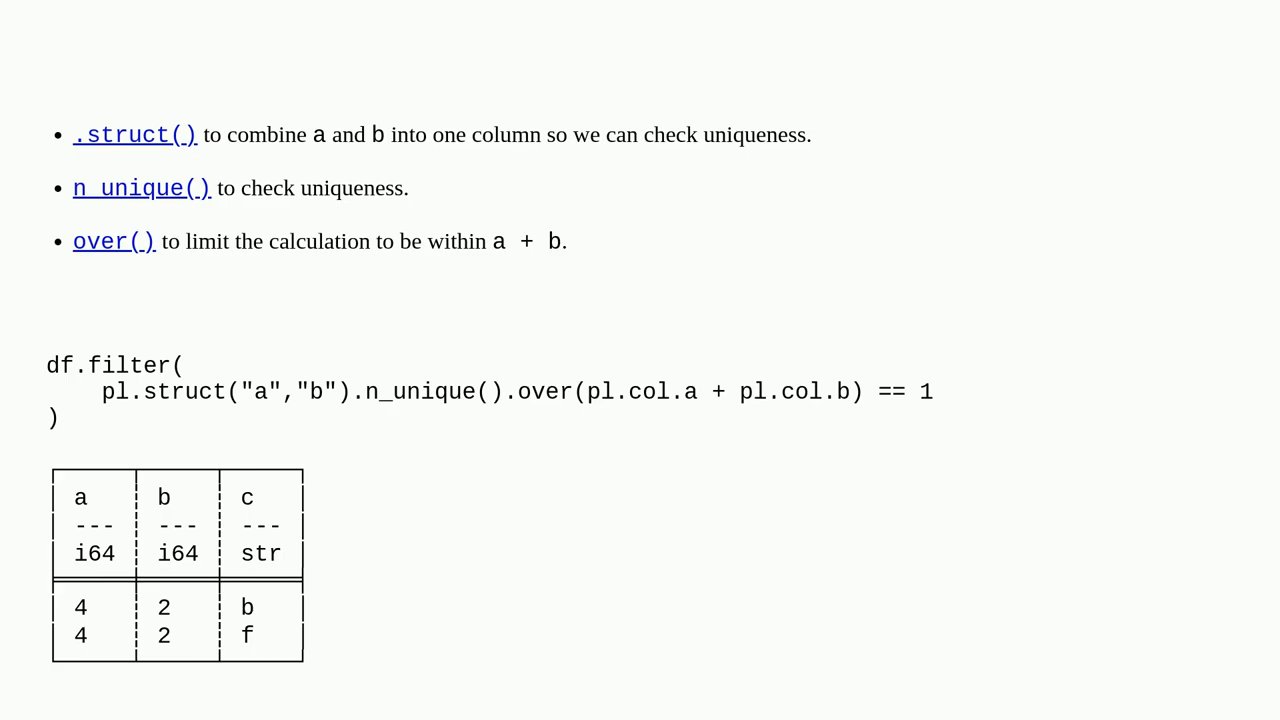 • .struct() to combine a and b into one column so we can check uniqueness.
• n_unique() to check uniqueness.
• over() to limit the calculation to be within a + b.
df.filter(
    pl.struct("a","b").n_unique().over(pl.col.a + pl.col.b) == 1
)
a b c
--- --- ---
i64 i64 str
4 2 b
4 2 f